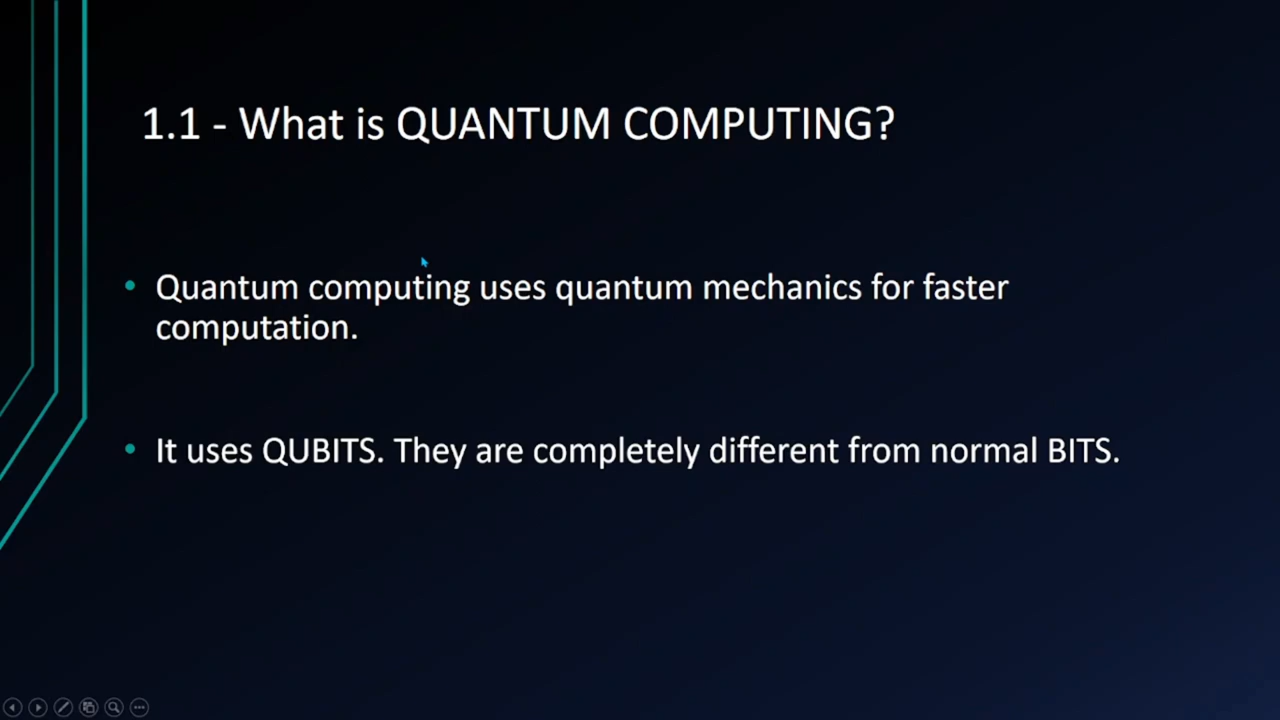 1.1 - What is QUANTUM COMPUTING?
• Quantum computing uses quantum mechanics for faster
computation.
• It uses QUBITS. They are completely different from normal BITS.